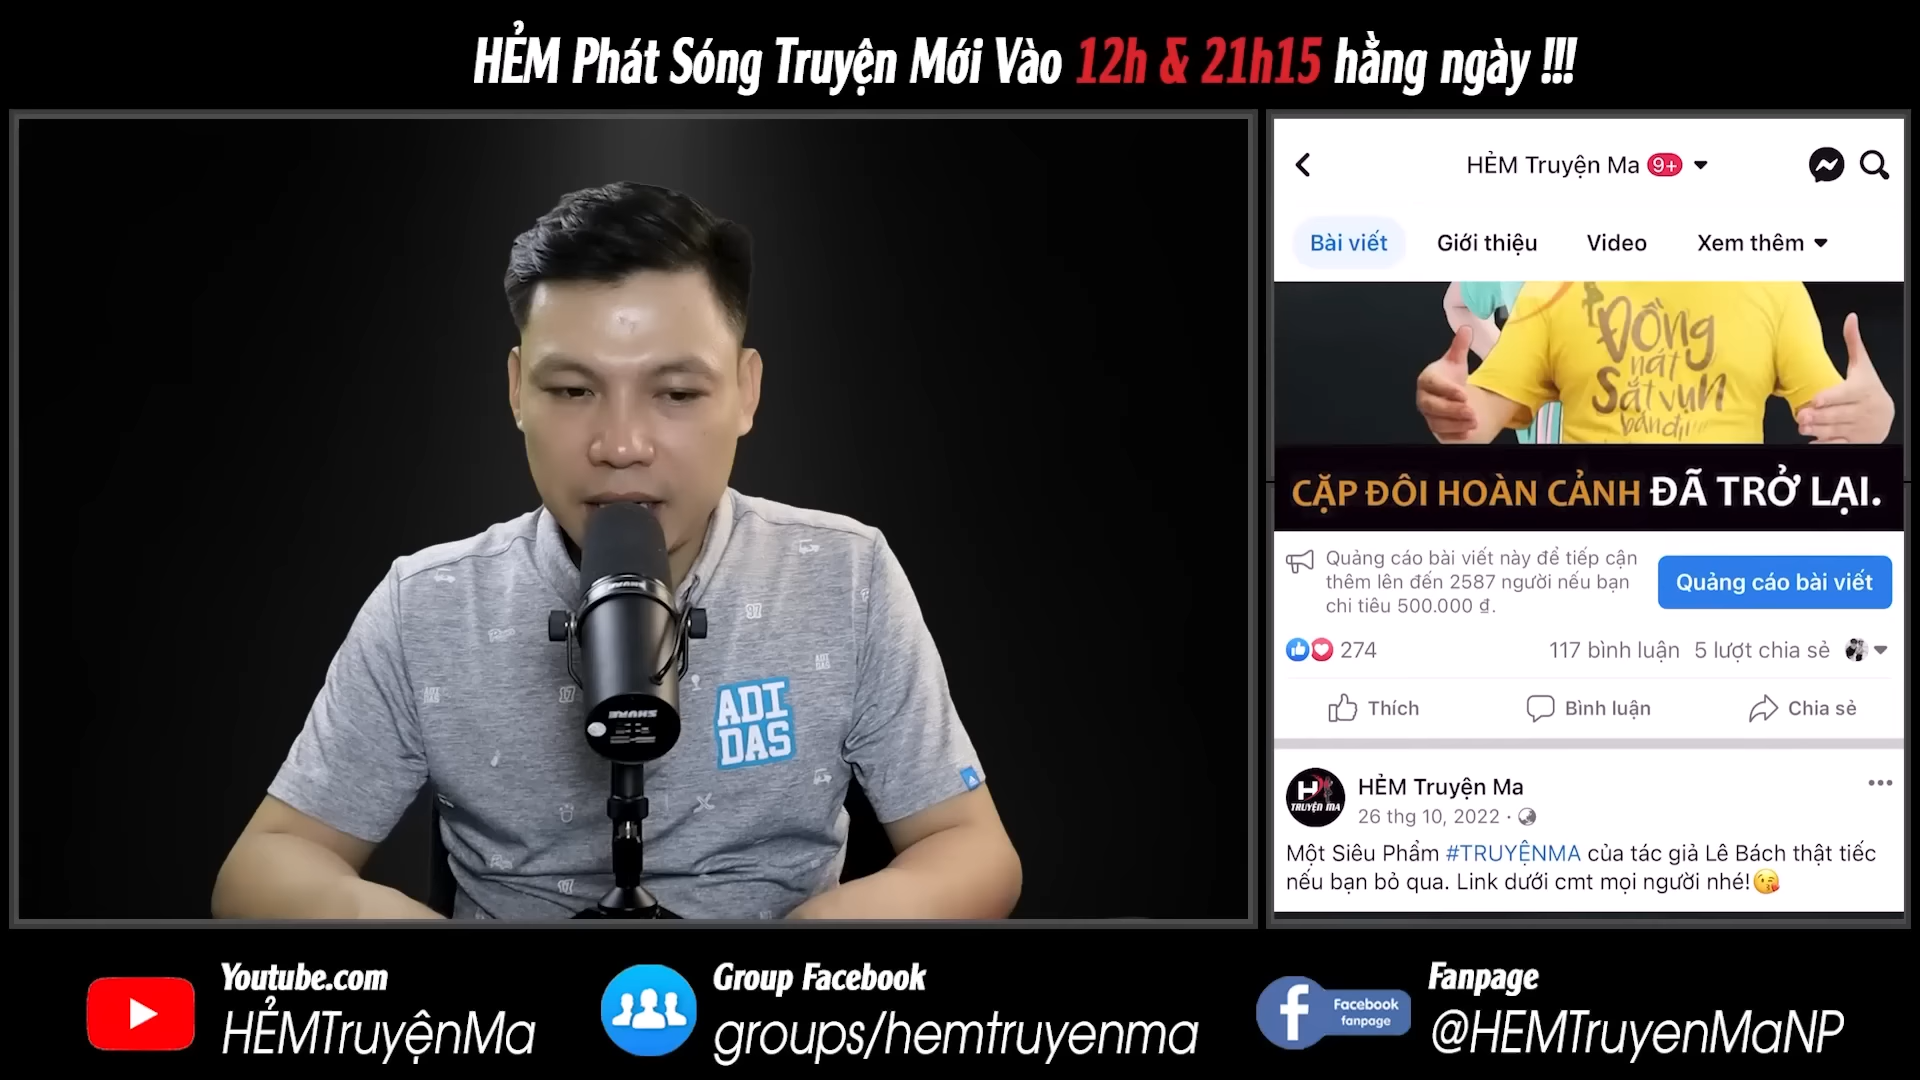 HẺM Phát Sóng Truyện Mới Vào 12h & 21h15 hằng ngày !!!
HẺM Truyện Ma 9+
Bài viết Giới thiệu Video Xem thêm
Đồng
nát
Sắt vụn
bán đi
CẶP ĐÔI HOÀN CẢNH ĐÃ TRỞ LẠI.
Quảng cáo bài viết này để tiếp cận
thêm lên đến 2587 người nếu bạn
chi tiêu 500.000 ₫.
Quảng cáo bài viết
274
117 bình luận 5 lượt chia sẻ
Thích Bình luận Chia sẻ
H
TRUYỆN MA
HẺM Truyện Ma
26 thg 10, 2022 ·
Một Siêu Phẩm #TRUYỆNMA của tác giả Lê Bách thật tiếc
nếu bạn bỏ qua. Link dưới cmt mọi người nhé!😘
SHURE
ADI
DAS
Youtube.com
HẺMTruyệnMa
Group Facebook
groups/hemtruyenma
Facebook
fanpage
Fanpage
@HEMTruyenMaNP